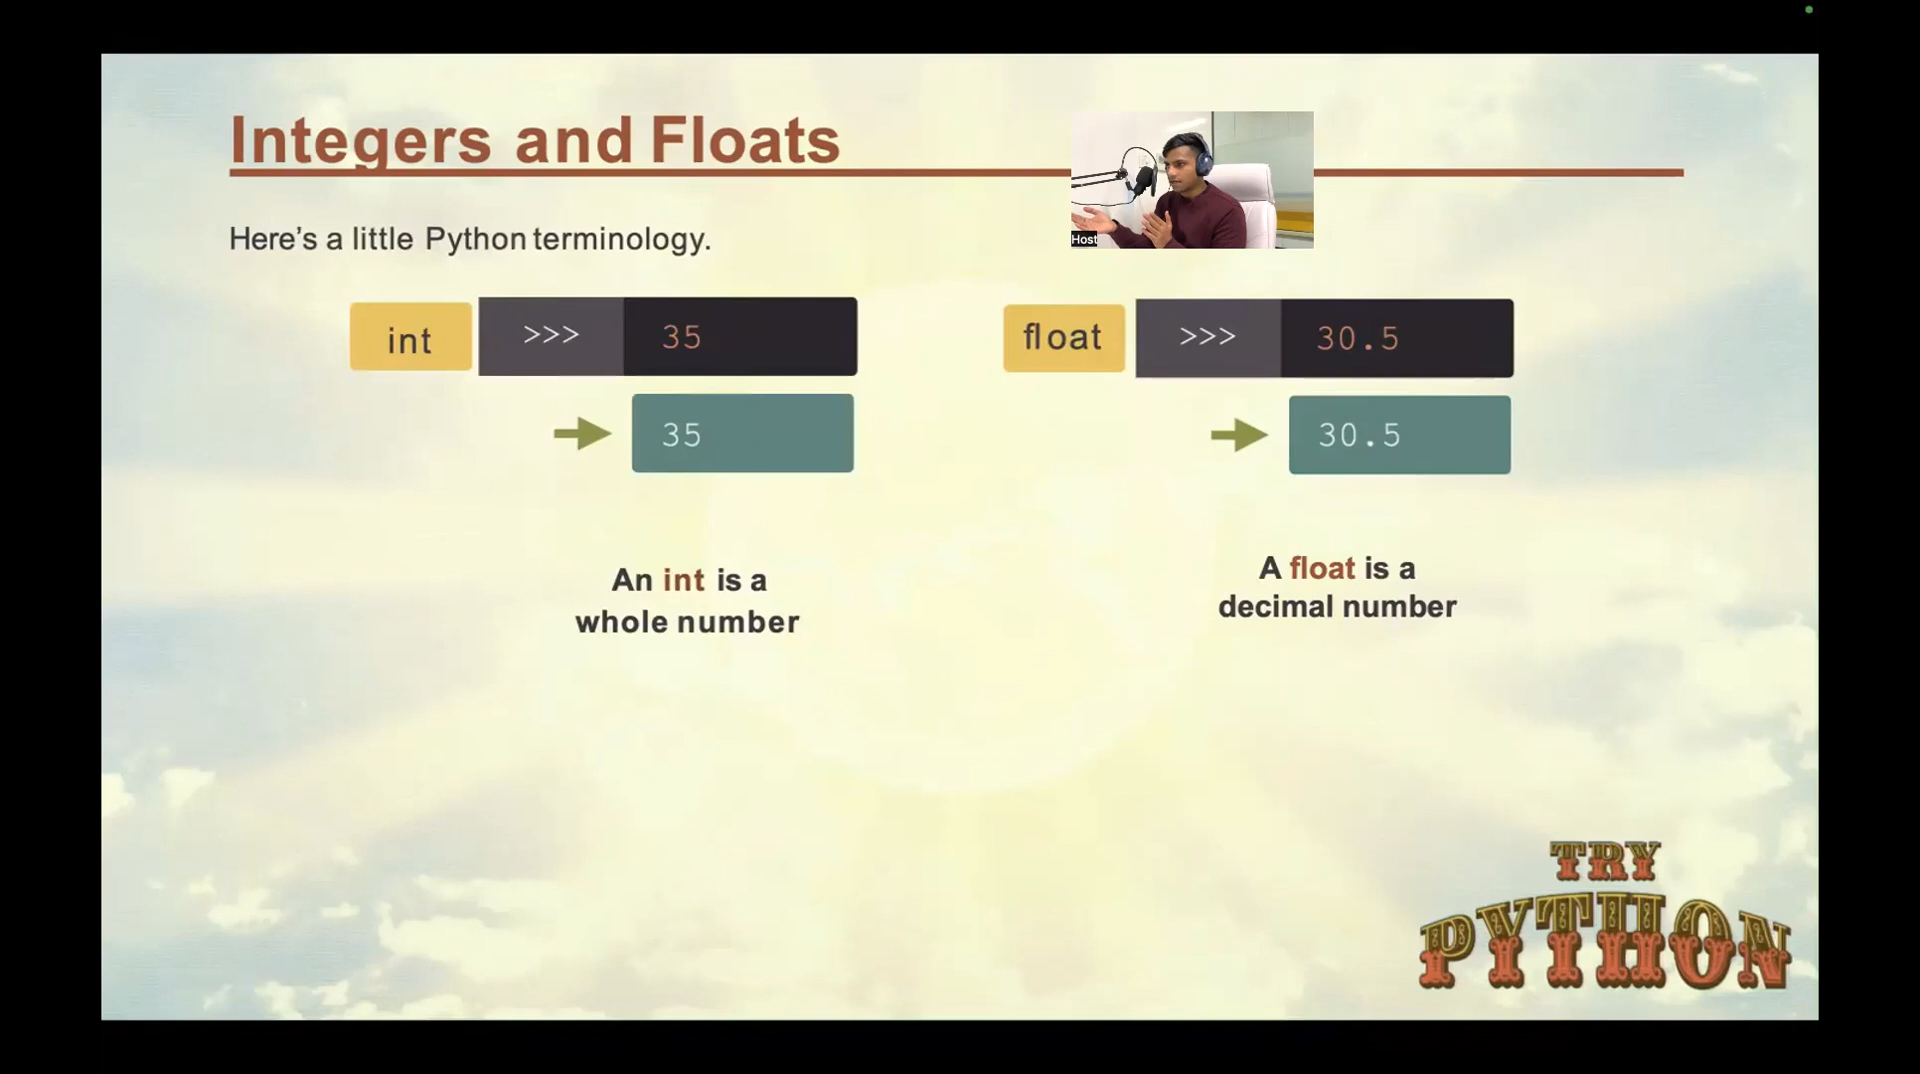 Integers and Floats
Host
Here's a little Python terminology.
int >>> 35
35
float >>> 30.5
30.5
An int is a
whole number
A float is a
decimal number
TRY
PYTHON